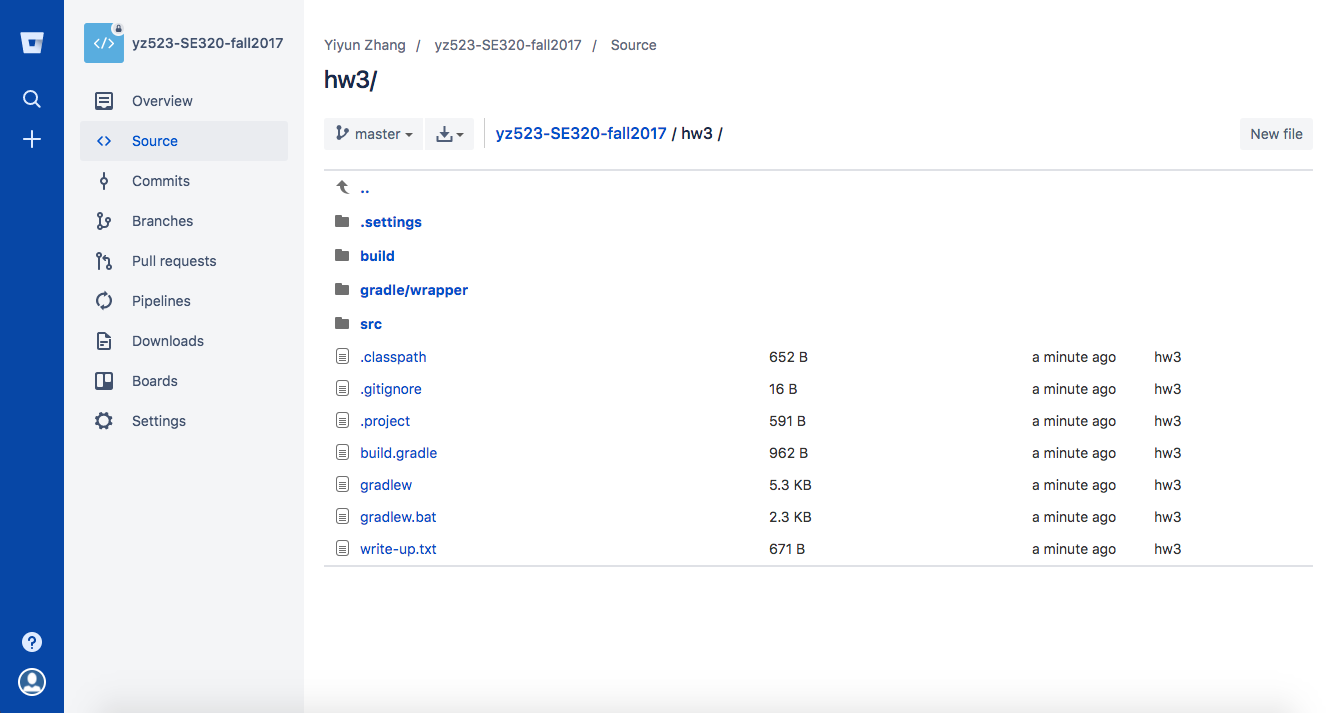 yz523-SE320-fall2017
Overview
Source
Commits
Branches
Pull requests
Pipelines
Downloads
Boards
Settings
Yiyun Zhang / yz523-SE320-fall2017 / Source
hw3/
master
yz523-SE320-fall2017 / hw3 /
New file
..
.settings
build
gradle/wrapper
src
.classpath 652 B a minute ago hw3
.gitignore 16 B a minute ago hw3
.project 591 B a minute ago hw3
build.gradle 962 B a minute ago hw3
gradlew 5.3 KB a minute ago hw3
gradlew.bat 2.3 KB a minute ago hw3
write-up.txt 671 B a minute ago hw3